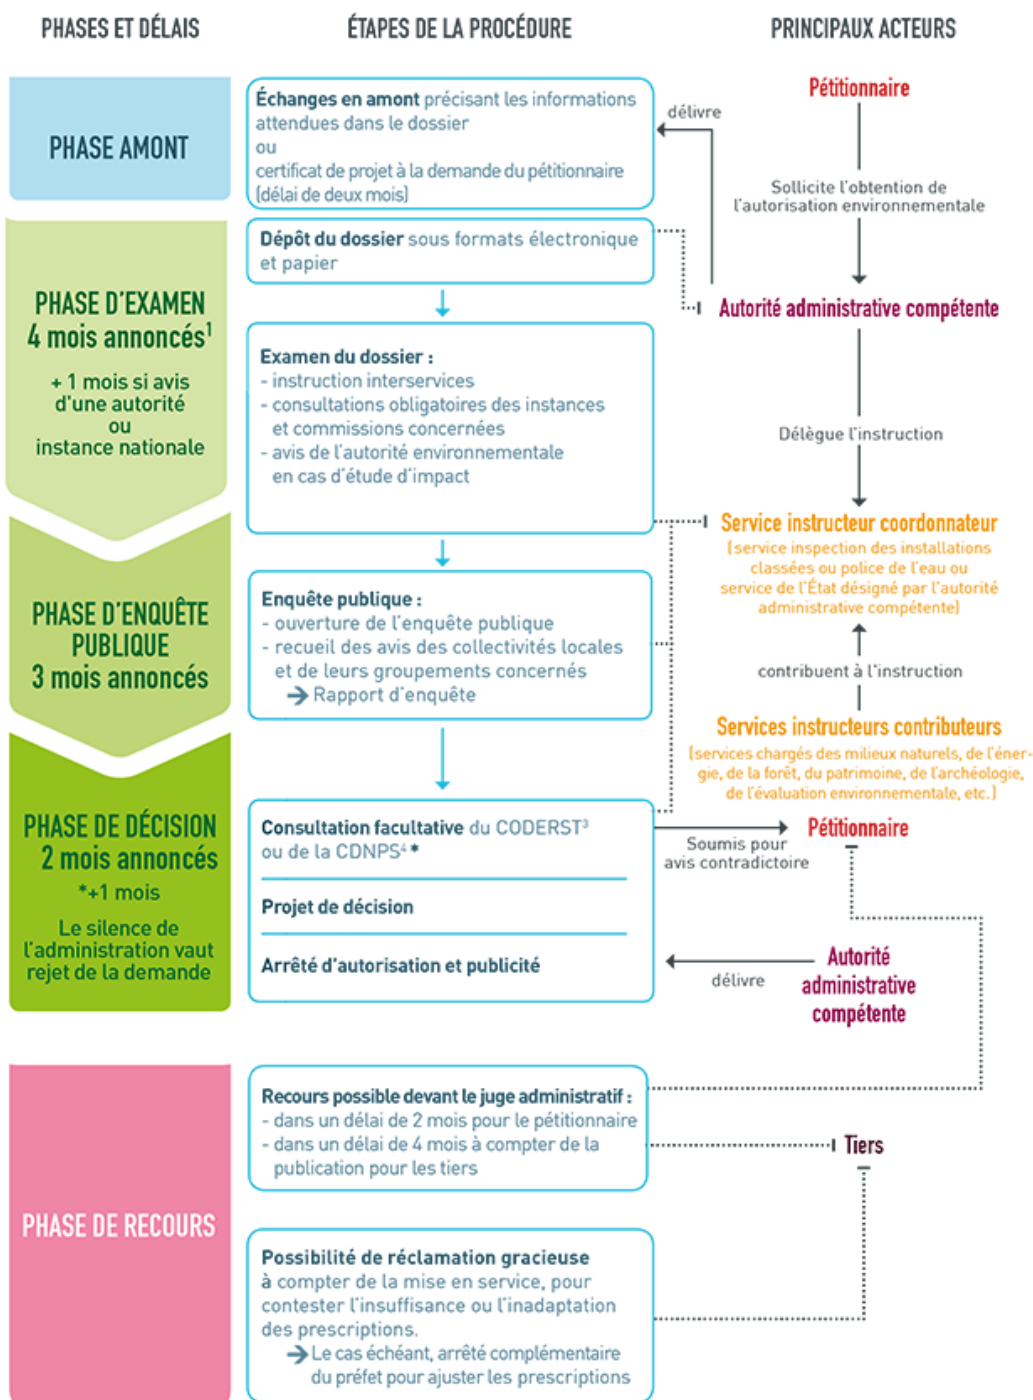 PHASES ET DÉLAIS
ÉTAPES DE LA PROCÉDURE
PRINCIPAUX ACTEURS
PHASE AMONT
Échanges en amont précisant les informations
attendues dans le dossier
ou
certificat de projet à la demande du pétitionnaire
(délai de deux mois)
délivre
Pétitionnaire
Sollicite l'obtention de
l'autorisation environnementale
PHASE D'EXAMEN
4 mois annoncés¹
+ 1 mois si avis
d'une autorité
ou
instance nationale
Dépôt du dossier sous formats électronique
et papier
Autorité administrative compétente
Examen du dossier :
- instruction interservices
- consultations obligatoires des instances
et commissions concernées
- avis de l'autorité environnementale
en cas d'étude d'impact
Délègue l'instruction
Service instructeur coordonnateur
(service inspection des installations
classées ou police de l'eau ou
service de l'État désigné par l'autorité
administrative compétente)
PHASE D'ENQUÊTE
PUBLIQUE
3 mois annoncés
Enquête publique :
- ouverture de l'enquête publique
- recueil des avis des collectivités locales
et de leurs groupements concernés
→ Rapport d'enquête
contribuent à l'instruction
Services instructeurs contributeurs
(services chargés des milieux naturels, de l'éner-
gie, de la forêt, du patrimoine, de l'archéologie,
de l'évaluation environnementale, etc.)
PHASE DE DÉCISION
2 mois annoncés
*+1 mois
Le silence de
l'administration vaut
rejet de la demande
Consultation facultative du CODERST³
ou de la CDNPS⁴ *
Projet de décision
Arrêté d'autorisation et publicité
Soumis pour
avis contradictoire
Pétitionnaire
délivre
Autorité
administrative
compétente
PHASE DE RECOURS
Recours possible devant le juge administratif :
- dans un délai de 2 mois pour le pétitionnaire
- dans un délai de 4 mois à compter de la
publication pour les tiers
Tiers
Possibilité de réclamation gracieuse
à compter de la mise en service, pour
contester l'insuffisance ou l'inadaptation
des prescriptions.
→ Le cas échéant, arrêté complémentaire
du préfet pour ajuster les prescriptions